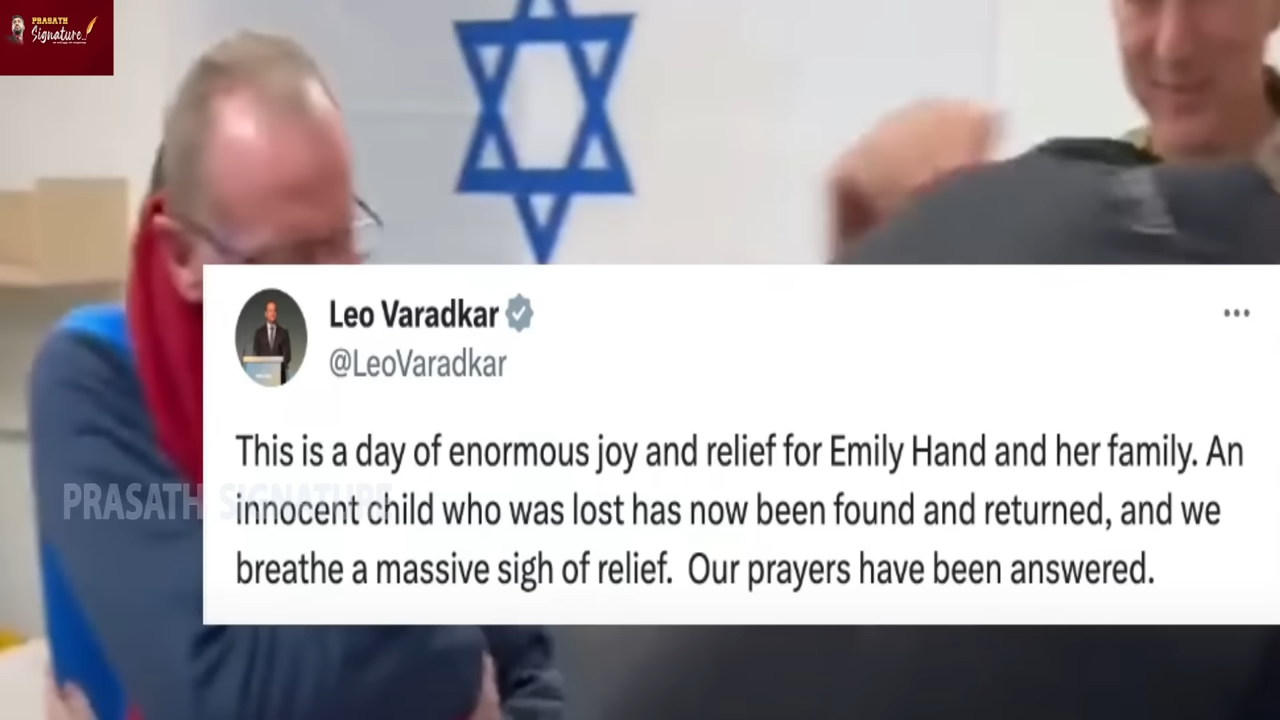 PRASATH
Signature
Leo Varadkar
@LeoVaradkar
This is a day of enormous joy and relief for Emily Hand and her family. An
innocent child who was lost has now been found and returned, and we
breathe a massive sigh of relief. Our prayers have been answered.
PRASATH SIGNATURE